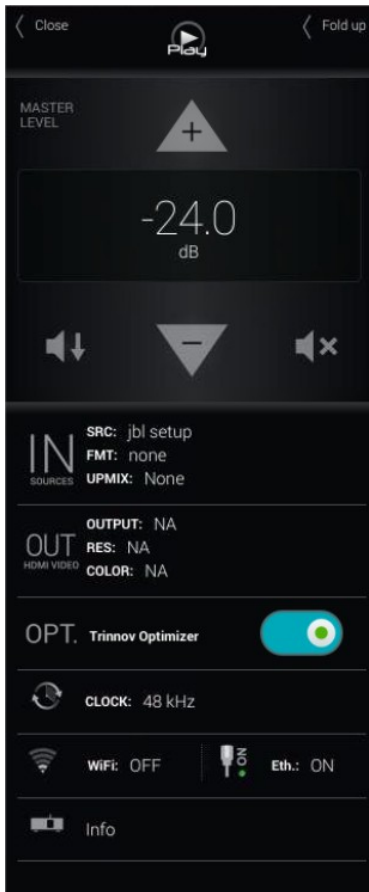 Close
Play
Fold up
MASTER
LEVEL
+
-24.0
dB
−
IN
SOURCES
SRC: jbl setup
FMT: none
UPMIX: None
OUT
HDMI VIDEO
OUTPUT: NA
RES: NA
COLOR: NA
OPT. Trinnov Optimizer
CLOCK: 48 kHz
WiFi: OFF
ON
Eth.: ON
Info